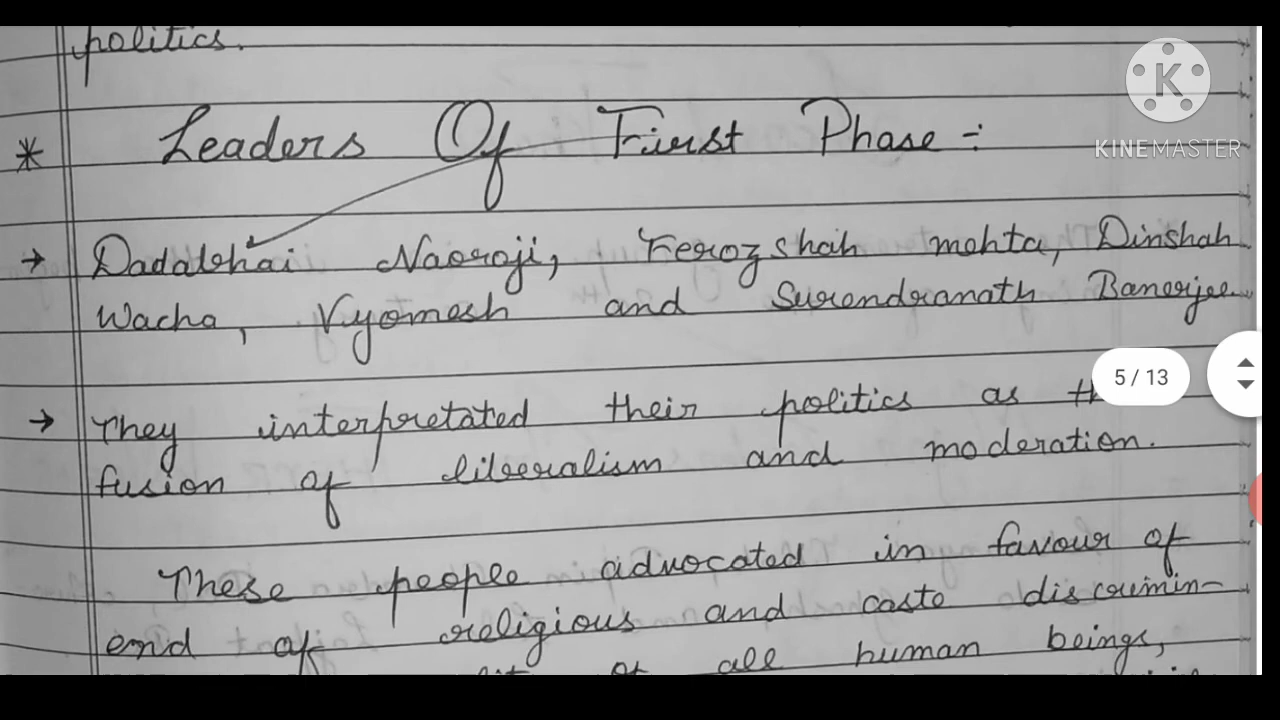 politics.
* Leaders Of First Phase :-
→ Dadabhai Naoroji, Ferozshah mehta, Dinshah
Wacha, Vyomesh and Surendranath Banerjee
→ They interpretated their politics as
fusion of liberalism and moderation.
These people advocated in favour of
end of religious and caste discrimin-
of all human beings,
KINEMASTER
5 / 13